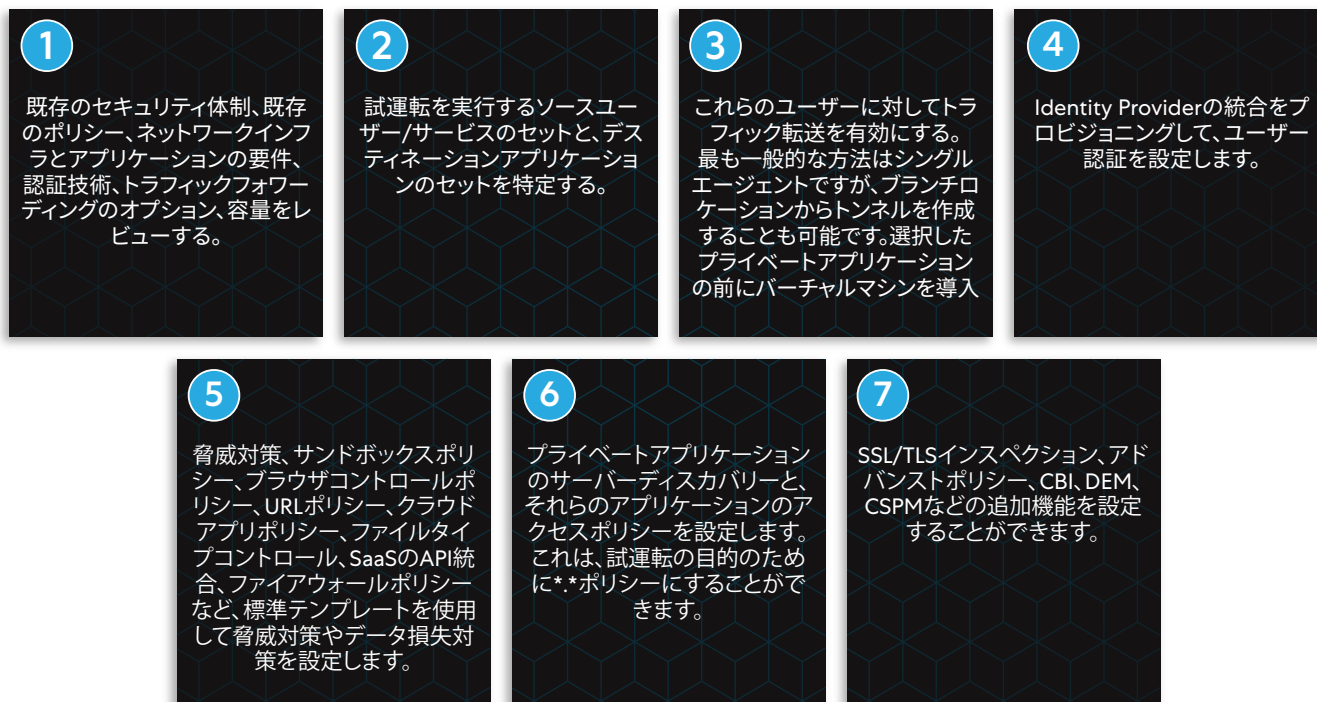 1
既存のセキュリティ体制、既存
のポリシー、ネットワークインフ
ラとアプリケーションの要件、
認証技術、トラフィックフォワー
ディングのオプション、容量をレ
ビューする。
2
試運転を実行するソースユー
ザー/サービスのセットと、デス
ティネーションアプリケーショ
ンのセットを特定する。
3
これらのユーザーに対してトラ
フィック転送を有効にする。
最も一般的な方法はシングル
エージェントですが、ブランチロ
ケーションからトンネルを作成
することも可能です。選択した
プライベートアプリケーション
の前にバーチャルマシンを導入
4
Identity Providerの統合をプ
ロビジョニングして、ユーザー
認証を設定します。
5
脅威対策、サンドボックスポリ
シー、ブラウザコントロールポ
リシー、URLポリシー、クラウド
アプリポリシー、ファイルタイ
プコントロール、SaaSのAPI統
合、ファイアウォールポリシー
など、標準テンプレートを使用
して脅威対策やデータ損失対
策を設定します。
6
プライベートアプリケーション
のサーバーディスカバリーと、
それらのアプリケーションのア
クセスポリシーを設定します。
これは、試運転の目的のため
に*.*ポリシーにすることがで
きます。
7
SSL/TLSインスペクション、アド
バンストポリシー、CBI、DEM、
CSPMなどの追加機能を設定
することができます。